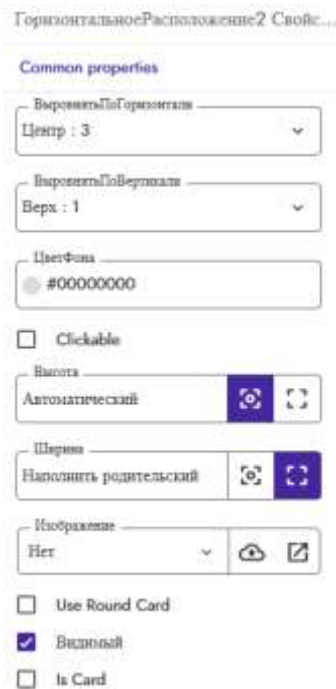 ГоризонтальноеРасположение2 Свойс...
Common properties
ВыровнятьПоГоризонтали
Центр : 3
ВыровнятьПоВертикали
Верх : 1
ЦветФона
#00000000
Clickable
Высота
Автоматический
Ширина
Наполнить родительский
Изображение
Нет
Use Round Card
Видимый
Is Card